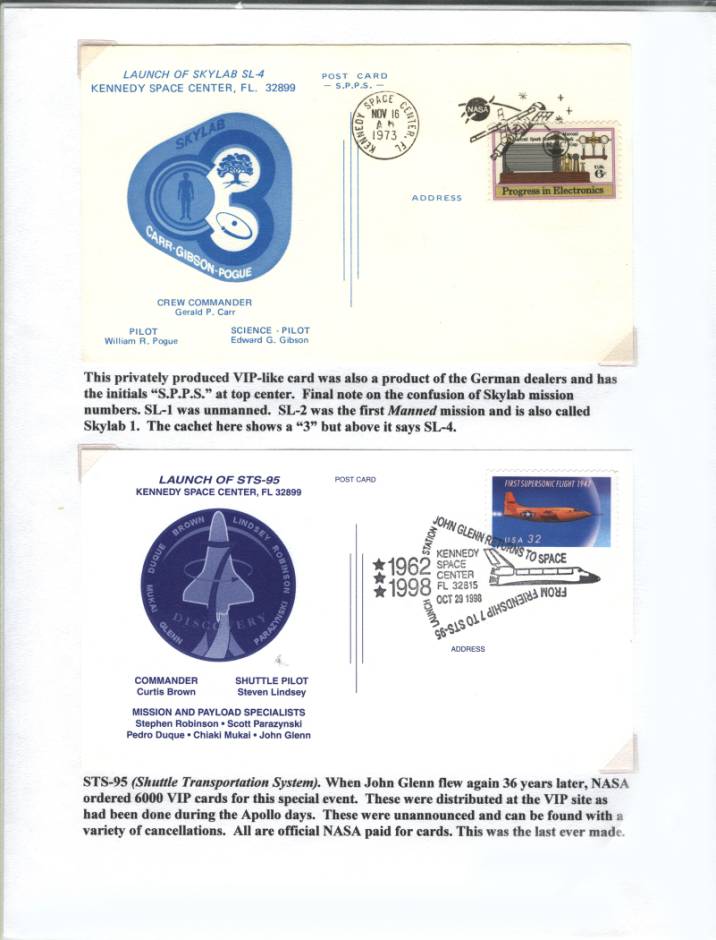 LAUNCH OF SKYLAB SL-4
KENNEDY SPACE CENTER, FL. 32899
POST CARD
— S.P.P.S. —
KENNEDY SPACE CENTER, FL
NOV 16
AM
1973
NASA
Progress in Electronics
U.S.
6c
ADDRESS
SKYLAB
CARR-GIBSON-POGUE
CREW COMMANDER
Gerald P. Carr
PILOT
William R. Pogue
SCIENCE - PILOT
Edward G. Gibson
This privately produced VIP-like card was also a product of the German dealers and has
the initials “S.P.P.S.” at top center. Final note on the confusion of Skylab mission
numbers. SL-1 was unmanned. SL-2 was the first Manned mission and is also called
Skylab 1. The cachet here shows a “3” but above it says SL-4.
LAUNCH OF STS-95
KENNEDY SPACE CENTER, FL 32899
POST CARD
FIRST SUPERSONIC FLIGHT 1947
USA 32
JOHN GLENN RETURNS TO SPACE
FROM FRIENDSHIP 7 TO STS-95
LAUNCH STATION
★1962
★
★1998
KENNEDY
SPACE
CENTER
FL 32815
OCT 29 1998
ADDRESS
MUKAI DUQUE BROWN LINDSEY ROBINSON
GLENN PARAZYNSKI
DISCOVERY
COMMANDER
Curtis Brown
SHUTTLE PILOT
Steven Lindsey
MISSION AND PAYLOAD SPECIALISTS
Stephen Robinson • Scott Parazynski
Pedro Duque • Chiaki Mukai • John Glenn
STS-95 (Shuttle Transportation System). When John Glenn flew again 36 years later, NASA
ordered 6000 VIP cards for this special event. These were distributed at the VIP site as
had been done during the Apollo days. These were unannounced and can be found with a
variety of cancellations. All are official NASA paid for cards. This was the last ever made.